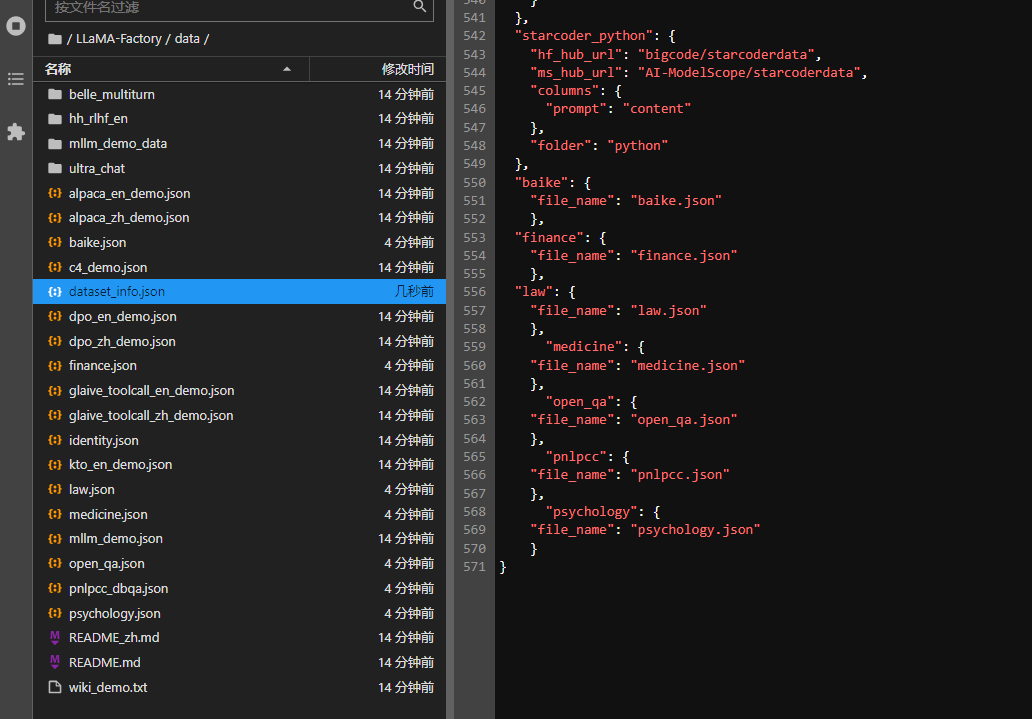 按文件名过滤
/ LLaMA-Factory / data /
名称 修改时间
belle_multiturn 14 分钟前
hh_rlhf_en 14 分钟前
mllm_demo_data 14 分钟前
ultra_chat 14 分钟前
alpaca_en_demo.json 14 分钟前
alpaca_zh_demo.json 14 分钟前
baike.json 4 分钟前
c4_demo.json 14 分钟前
dataset_info.json 几秒前
dpo_en_demo.json 14 分钟前
dpo_zh_demo.json 14 分钟前
finance.json 4 分钟前
glaive_toolcall_en_demo.json 14 分钟前
glaive_toolcall_zh_demo.json 14 分钟前
identity.json 14 分钟前
kto_en_demo.json 14 分钟前
law.json 4 分钟前
medicine.json 4 分钟前
mllm_demo.json 14 分钟前
open_qa.json 4 分钟前
pnlpcc_dbqa.json 4 分钟前
psychology.json 4 分钟前
README_zh.md 14 分钟前
README.md 14 分钟前
wiki_demo.txt 14 分钟前
540 }
541 },
542 "starcoder_python": {
543 "hf_hub_url": "bigcode/starcoderdata",
544 "ms_hub_url": "AI-ModelScope/starcoderdata",
545 "columns": {
546 "prompt": "content"
547 },
548 "folder": "python"
549 },
550 "baike": {
551 "file_name": "baike.json"
552 },
553 "finance": {
554 "file_name": "finance.json"
555 },
556 "law": {
557 "file_name": "law.json"
558 },
559 "medicine": {
560 "file_name": "medicine.json"
561 },
562 "open_qa": {
563 "file_name": "open_qa.json"
564 },
565 "pnlpcc": {
566 "file_name": "pnlpcc.json"
567 },
568 "psychology": {
569 "file_name": "psychology.json"
570 }
571 }